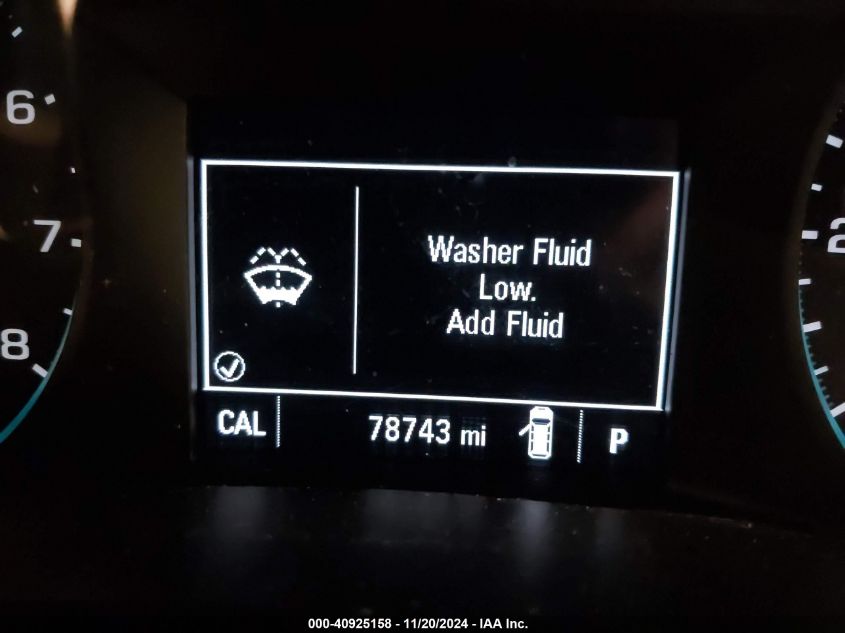 6
7
8
2
Washer Fluid
Low.
Add Fluid
CAL
78743 mi
P
000-40925158 - 11/20/2024 - IAA Inc.